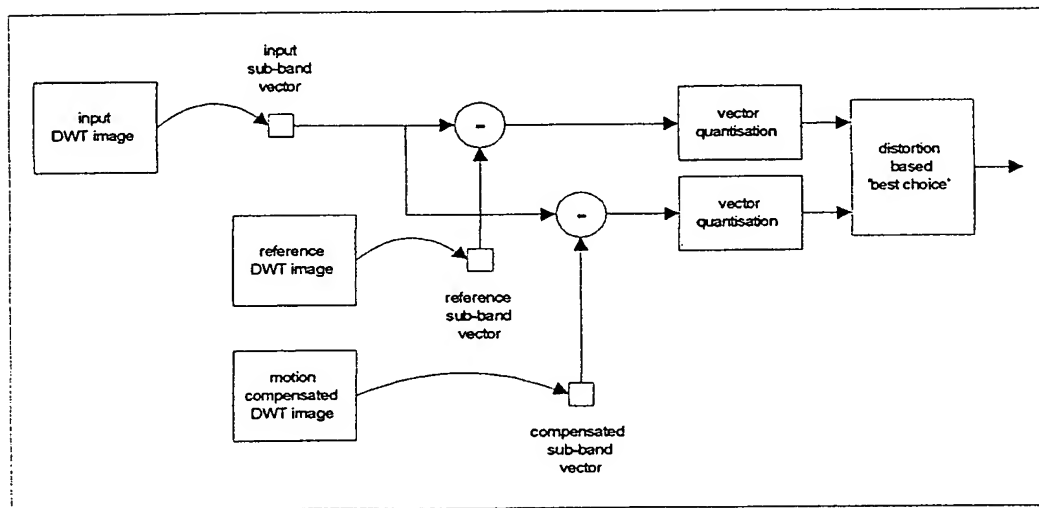 input
sub-band
vector
input
DWT image
-
vector
quantisation
distortion
based
"best choice"
-
vector
quantisation
reference
DWT image
reference
sub-band
vector
motion
compensated
DWT image
compensated
sub-band
vector